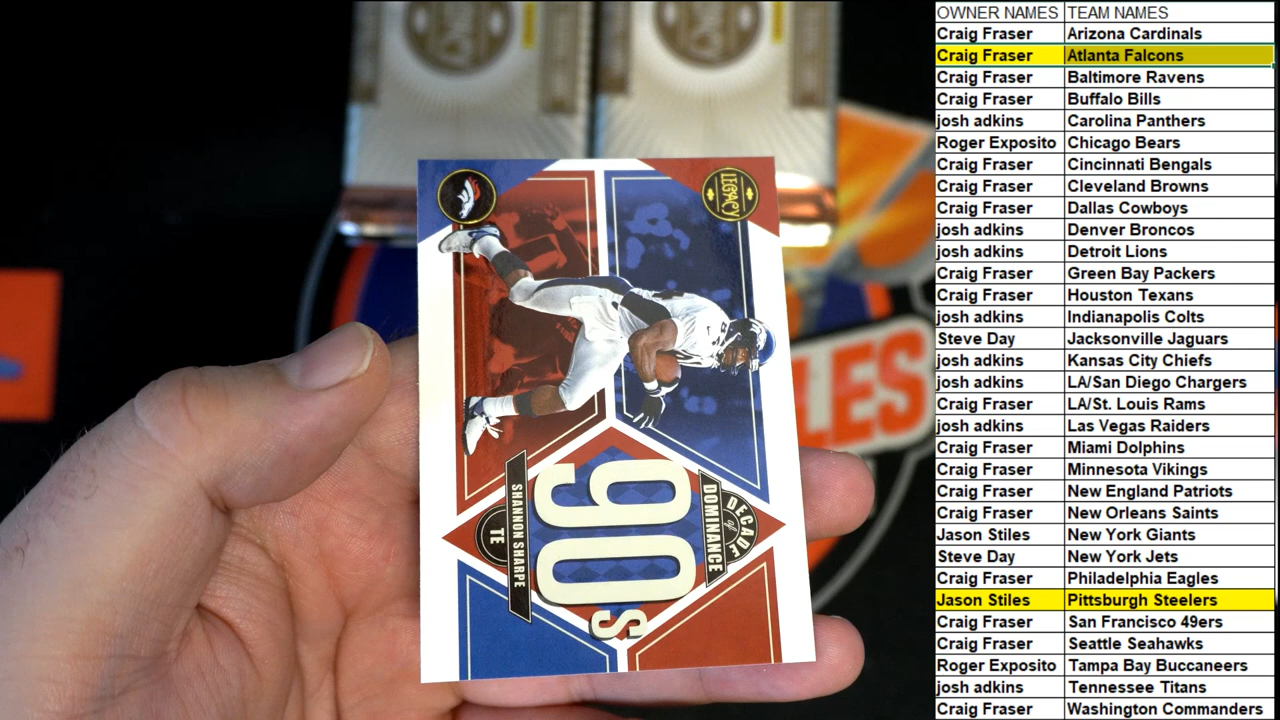 LEGACY
DECADE
of
DOMINANCE
90s
SHANNON SHARPE
TE
LES
OWNER NAMES TEAM NAMES
Craig Fraser Arizona Cardinals
Craig Fraser Atlanta Falcons
Craig Fraser Baltimore Ravens
Craig Fraser Buffalo Bills
josh adkins Carolina Panthers
Roger Exposito Chicago Bears
Craig Fraser Cincinnati Bengals
Craig Fraser Cleveland Browns
Craig Fraser Dallas Cowboys
josh adkins Denver Broncos
josh adkins Detroit Lions
Craig Fraser Green Bay Packers
Craig Fraser Houston Texans
josh adkins Indianapolis Colts
Steve Day Jacksonville Jaguars
josh adkins Kansas City Chiefs
josh adkins LA/San Diego Chargers
Craig Fraser LA/St. Louis Rams
josh adkins Las Vegas Raiders
Craig Fraser Miami Dolphins
Craig Fraser Minnesota Vikings
Craig Fraser New England Patriots
Craig Fraser New Orleans Saints
Jason Stiles New York Giants
Steve Day New York Jets
Craig Fraser Philadelphia Eagles
Jason Stiles Pittsburgh Steelers
Craig Fraser San Francisco 49ers
Craig Fraser Seattle Seahawks
Roger Exposito Tampa Bay Buccaneers
josh adkins Tennessee Titans
Craig Fraser Washington Commanders